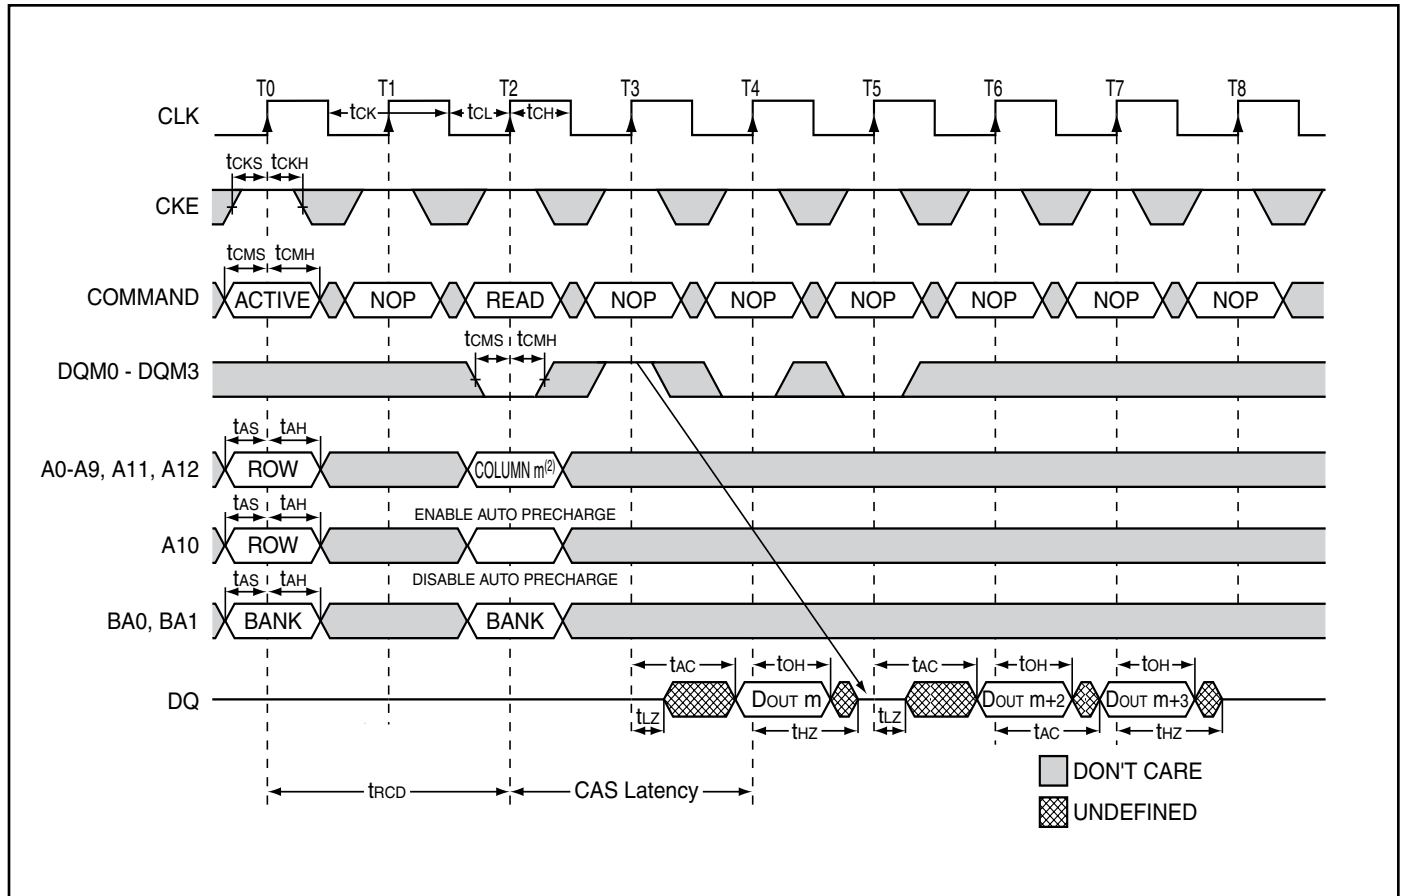 T0 T1 T2 T3 T4 T5 T6 T7 T8
CLK tCK tCL tCH
tCKS tCKH
CKE
tCMS tCMH
COMMAND ACTIVE NOP READ NOP NOP NOP NOP NOP NOP
tCMS tCMH
DQM0 - DQM3
tAS tAH
A0-A9, A11, A12 ROW COLUMN m(2)
tAS tAH ENABLE AUTO PRECHARGE
A10 ROW
tAS tAH DISABLE AUTO PRECHARGE
BA0, BA1 BANK BANK
tAC tOH tAC tOH tOH
DQ DOUT m DOUT m+2 DOUT m+3
tLZ tHZ tLZ tAC tHZ
DON'T CARE
tRCD CAS Latency
UNDEFINED